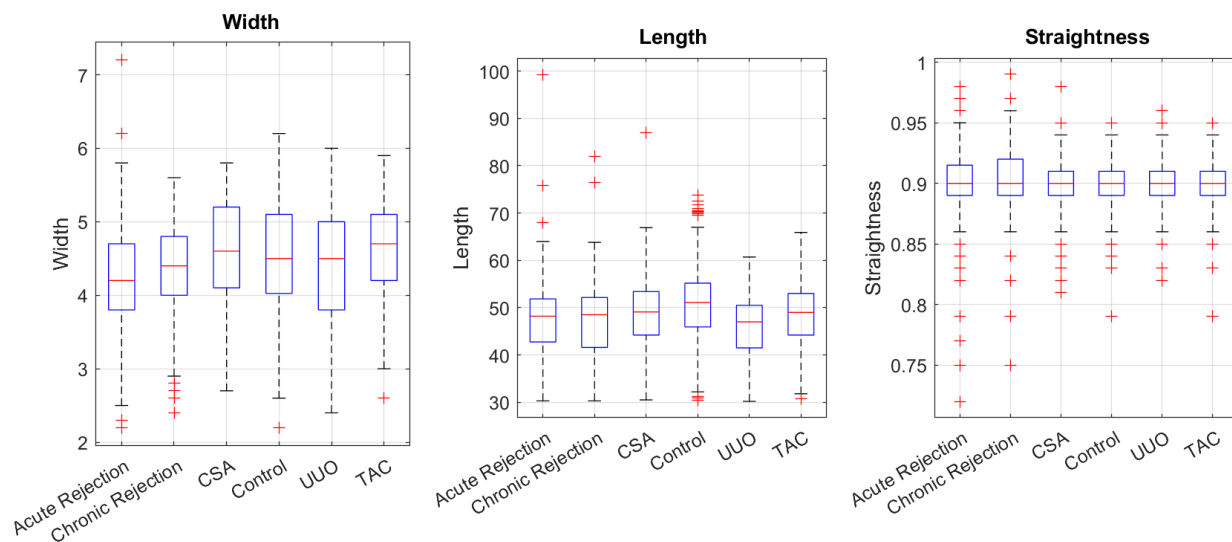 Width
Width
7
6
5
4
3
2
Acute Rejection
Chronic Rejection
CSA
Control
UUO
TAC
Length
Length
100
90
80
70
60
50
40
30
Acute Rejection
Chronic Rejection
CSA
Control
UUO
TAC
Straightness
Straightness
1
0.95
0.9
0.85
0.8
0.75
Acute Rejection
Chronic Rejection
CSA
Control
UUO
TAC